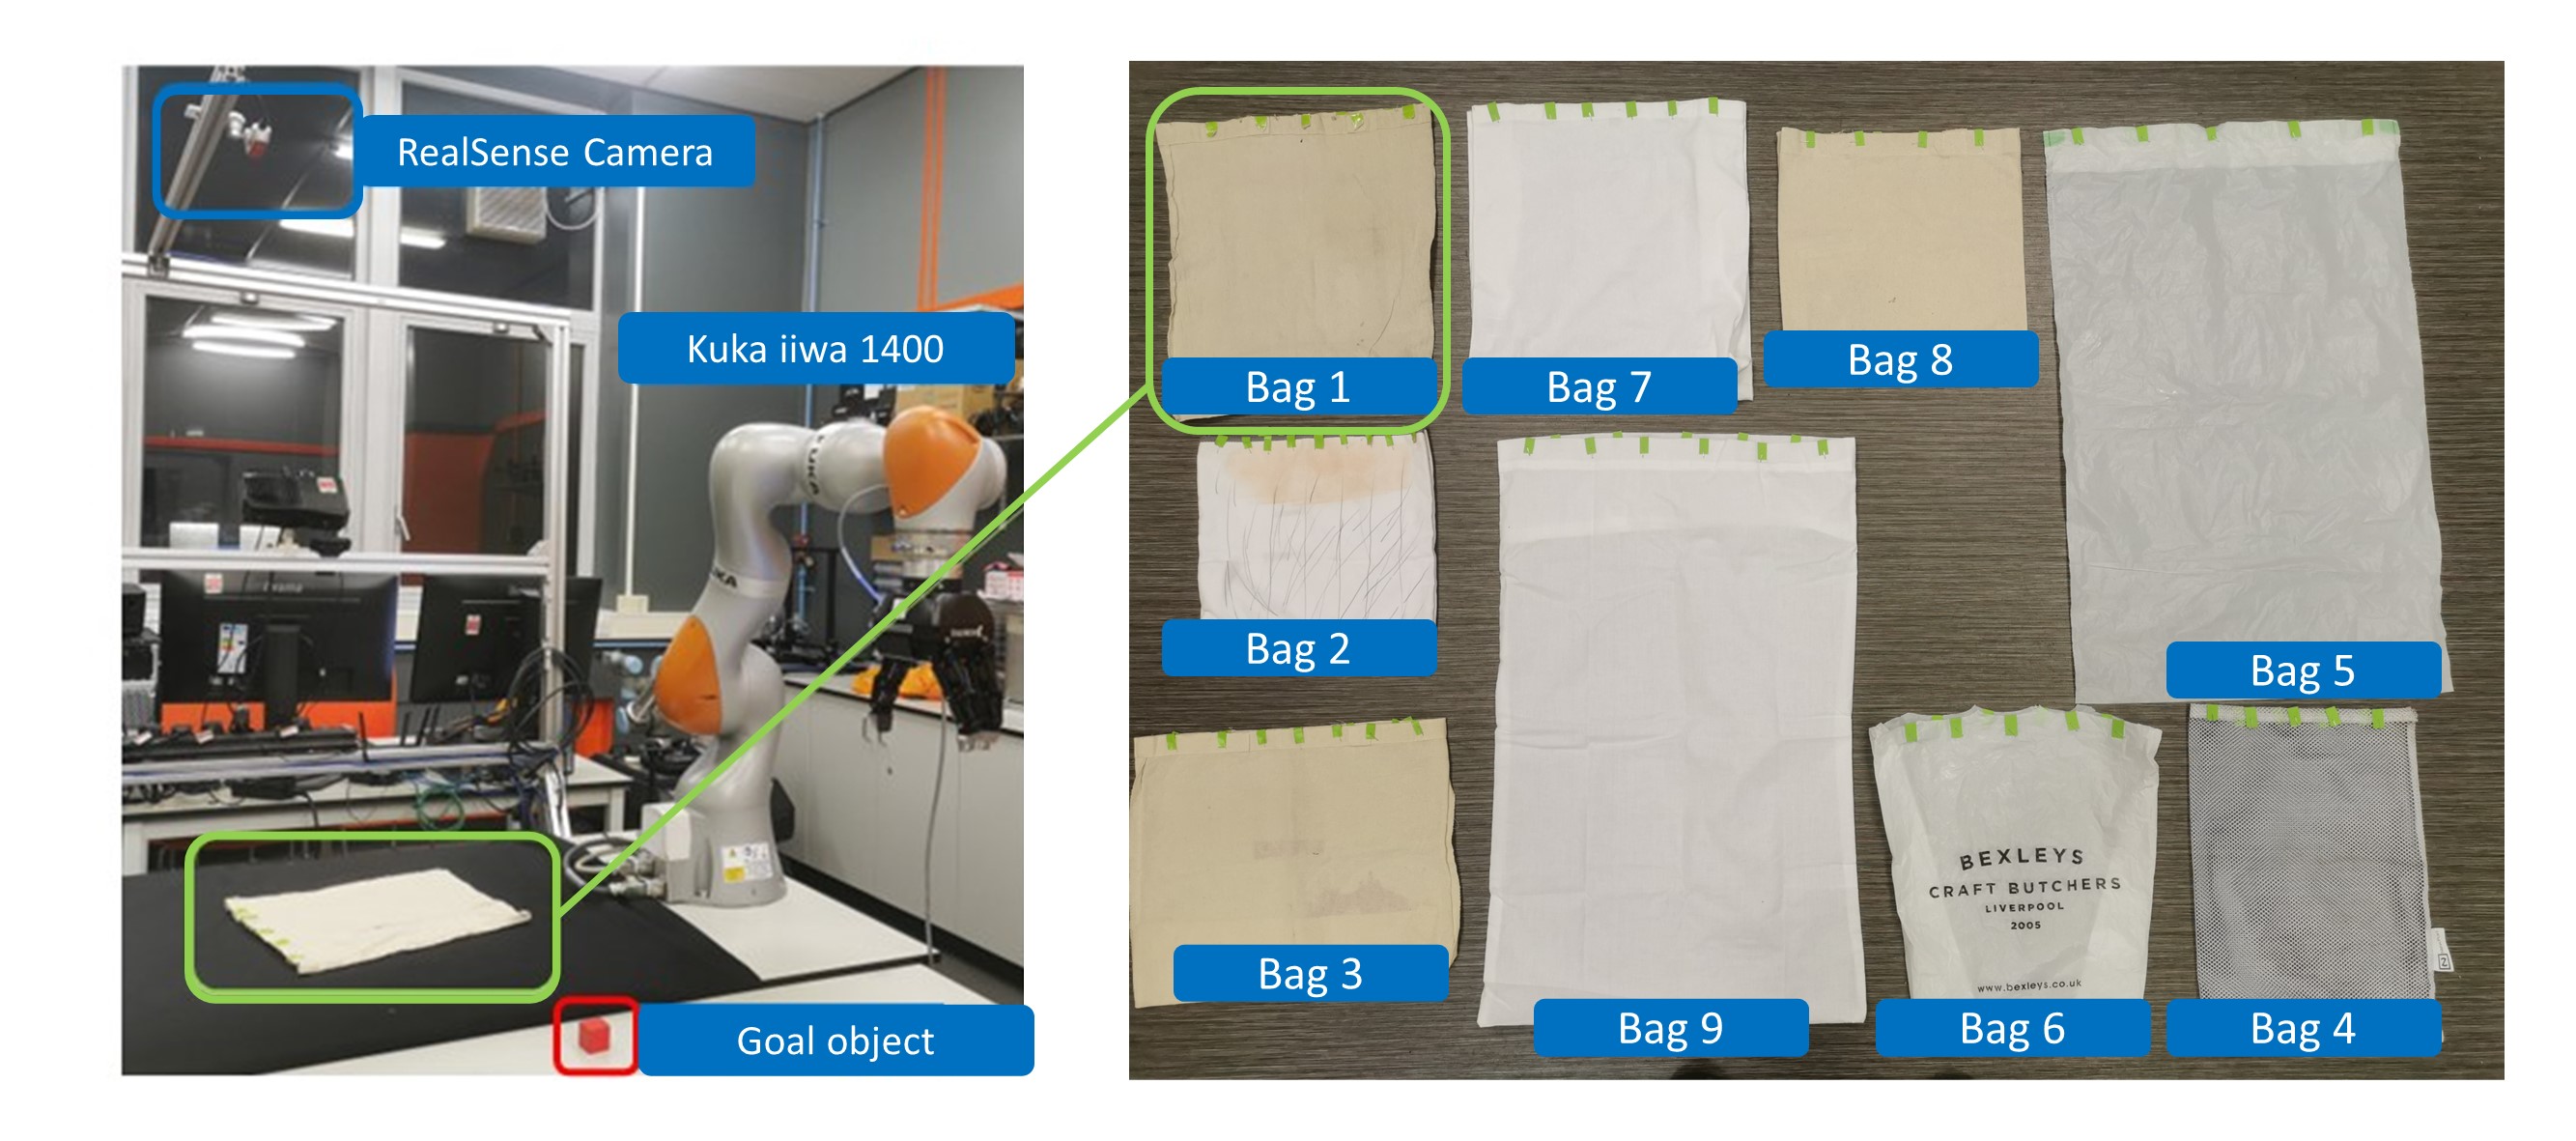 RealSense Camera
Kuka iiwa 1400
KUKA
Goal object
Bag 1
Bag 7
Bag 8
Bag 2
Bag 5
Bag 3
BEXLEYS
CRAFT BUTCHERS
LIVERPOOL
2005
www.bexleys.co.uk
Bag 9
Bag 6
Bag 4